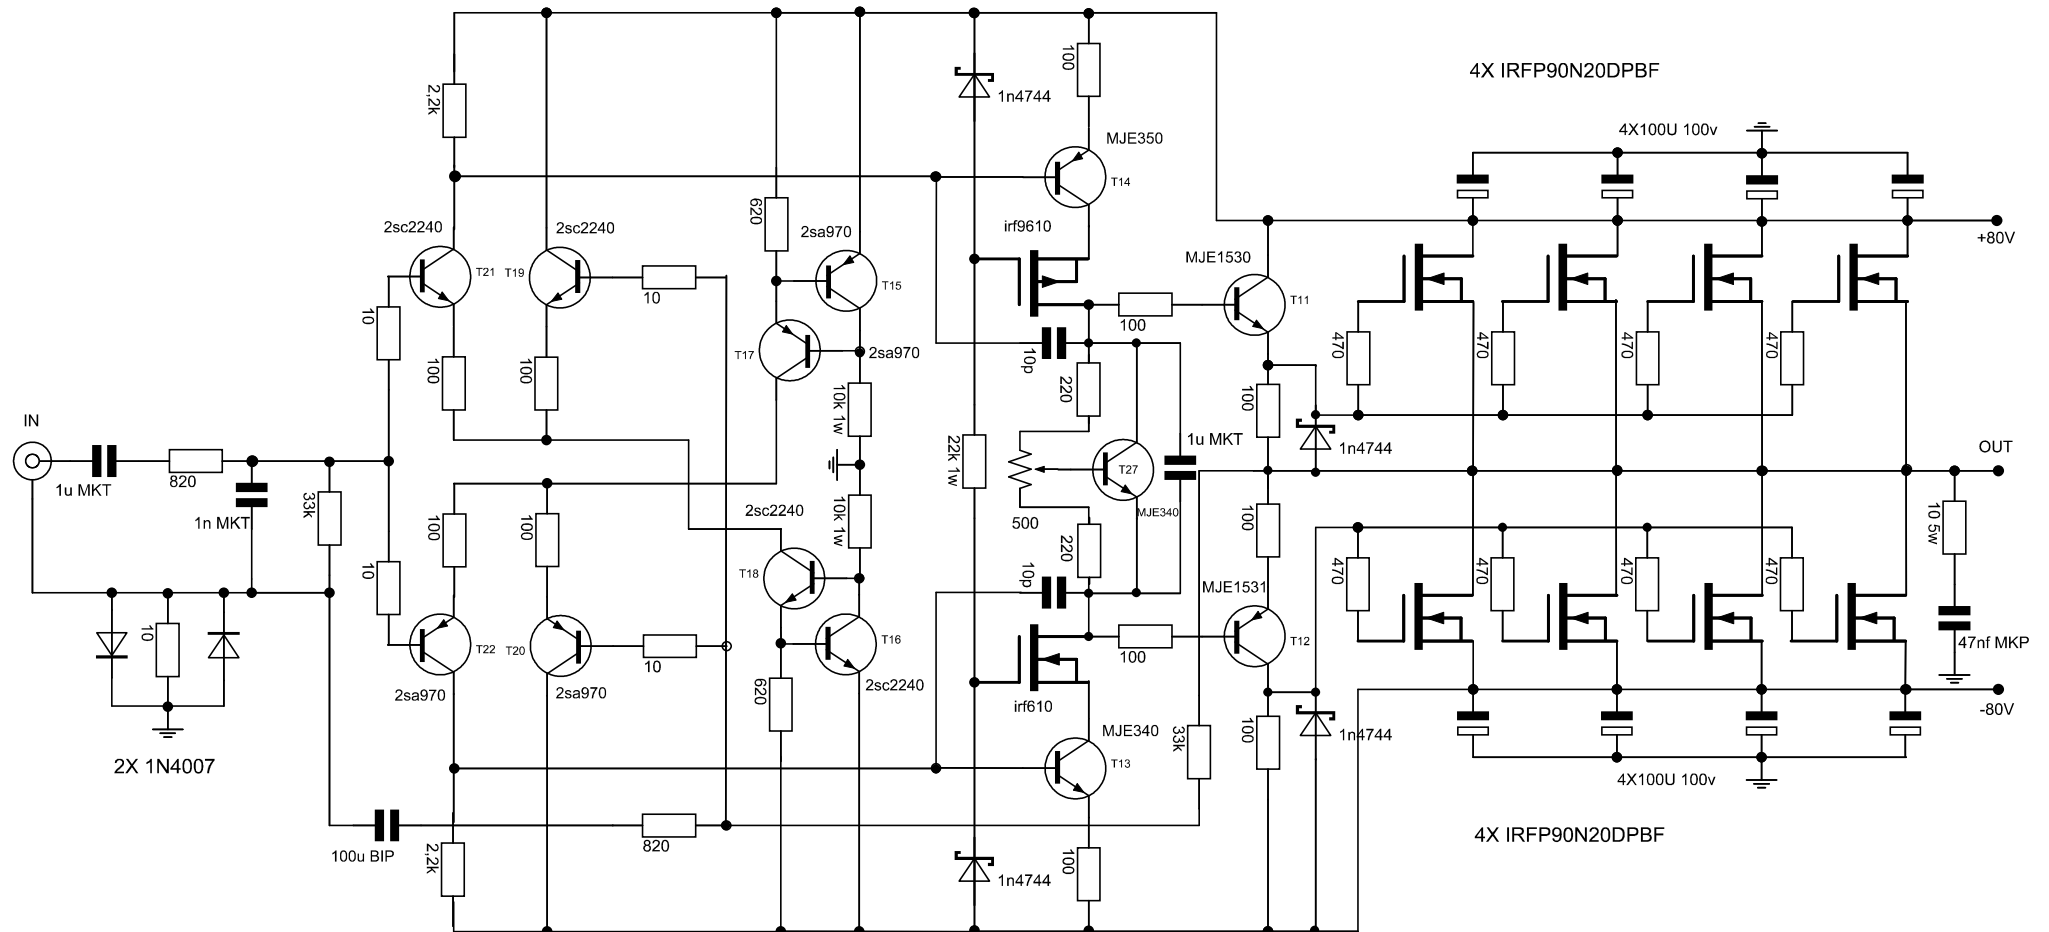 4X IRFP90N20DPBF
100
2,2k
1n4744
4X100U 100v
MJE350
T14
620
2sc2240
2sc2240
2sa970
irf9610
+80V
MJE1530
T21
T19
T15
T11
10
10
100
470
470
470
470
T17
2sa970
10p
100
100
220
10k 1w
100
IN
1u MKT
1n4744
OUT
22k 1w
T27
820
1u MKT
33k
1n MKT
100
100
2sc2240
10k 1w
500
MJE340
100
10 5w
220
10
T18
10p
470
470
470
470
MJE1531
10
T22
T20
T16
T12
47nf MKP
10
100
2sa970
2sa970
620
2sc2240
irf610
-80V
MJE340
33k
100
1n4744
2X 1N4007
T13
4X100U 100v
820
4X IRFP90N20DPBF
100u BIP
2,2k
100
1n4744